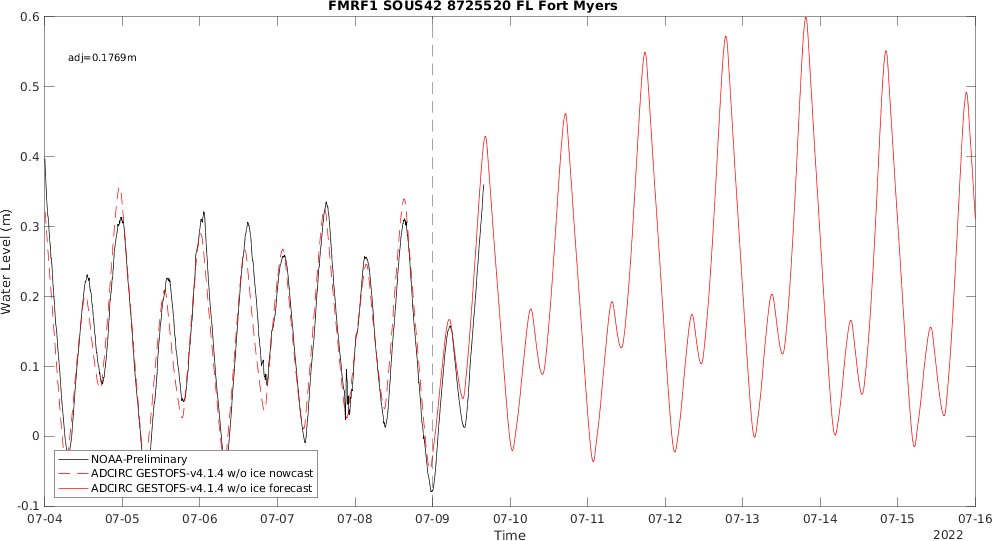 FMRF1 SOUS42 8725520 FL Fort Myers
adj=0.1769m
0.6
0.5
0.4
0.3
0.2
0.1
0
-0.1
Water Level (m)
NOAA-Preliminary
ADCIRC GESTOFS-v4.1.4 w/o ice nowcast
ADCIRC GESTOFS-v4.1.4 w/o ice forecast
07-04 07-05 07-06 07-07 07-08 07-09 07-10 07-11 07-12 07-13 07-14 07-15 07-16
Time
2022